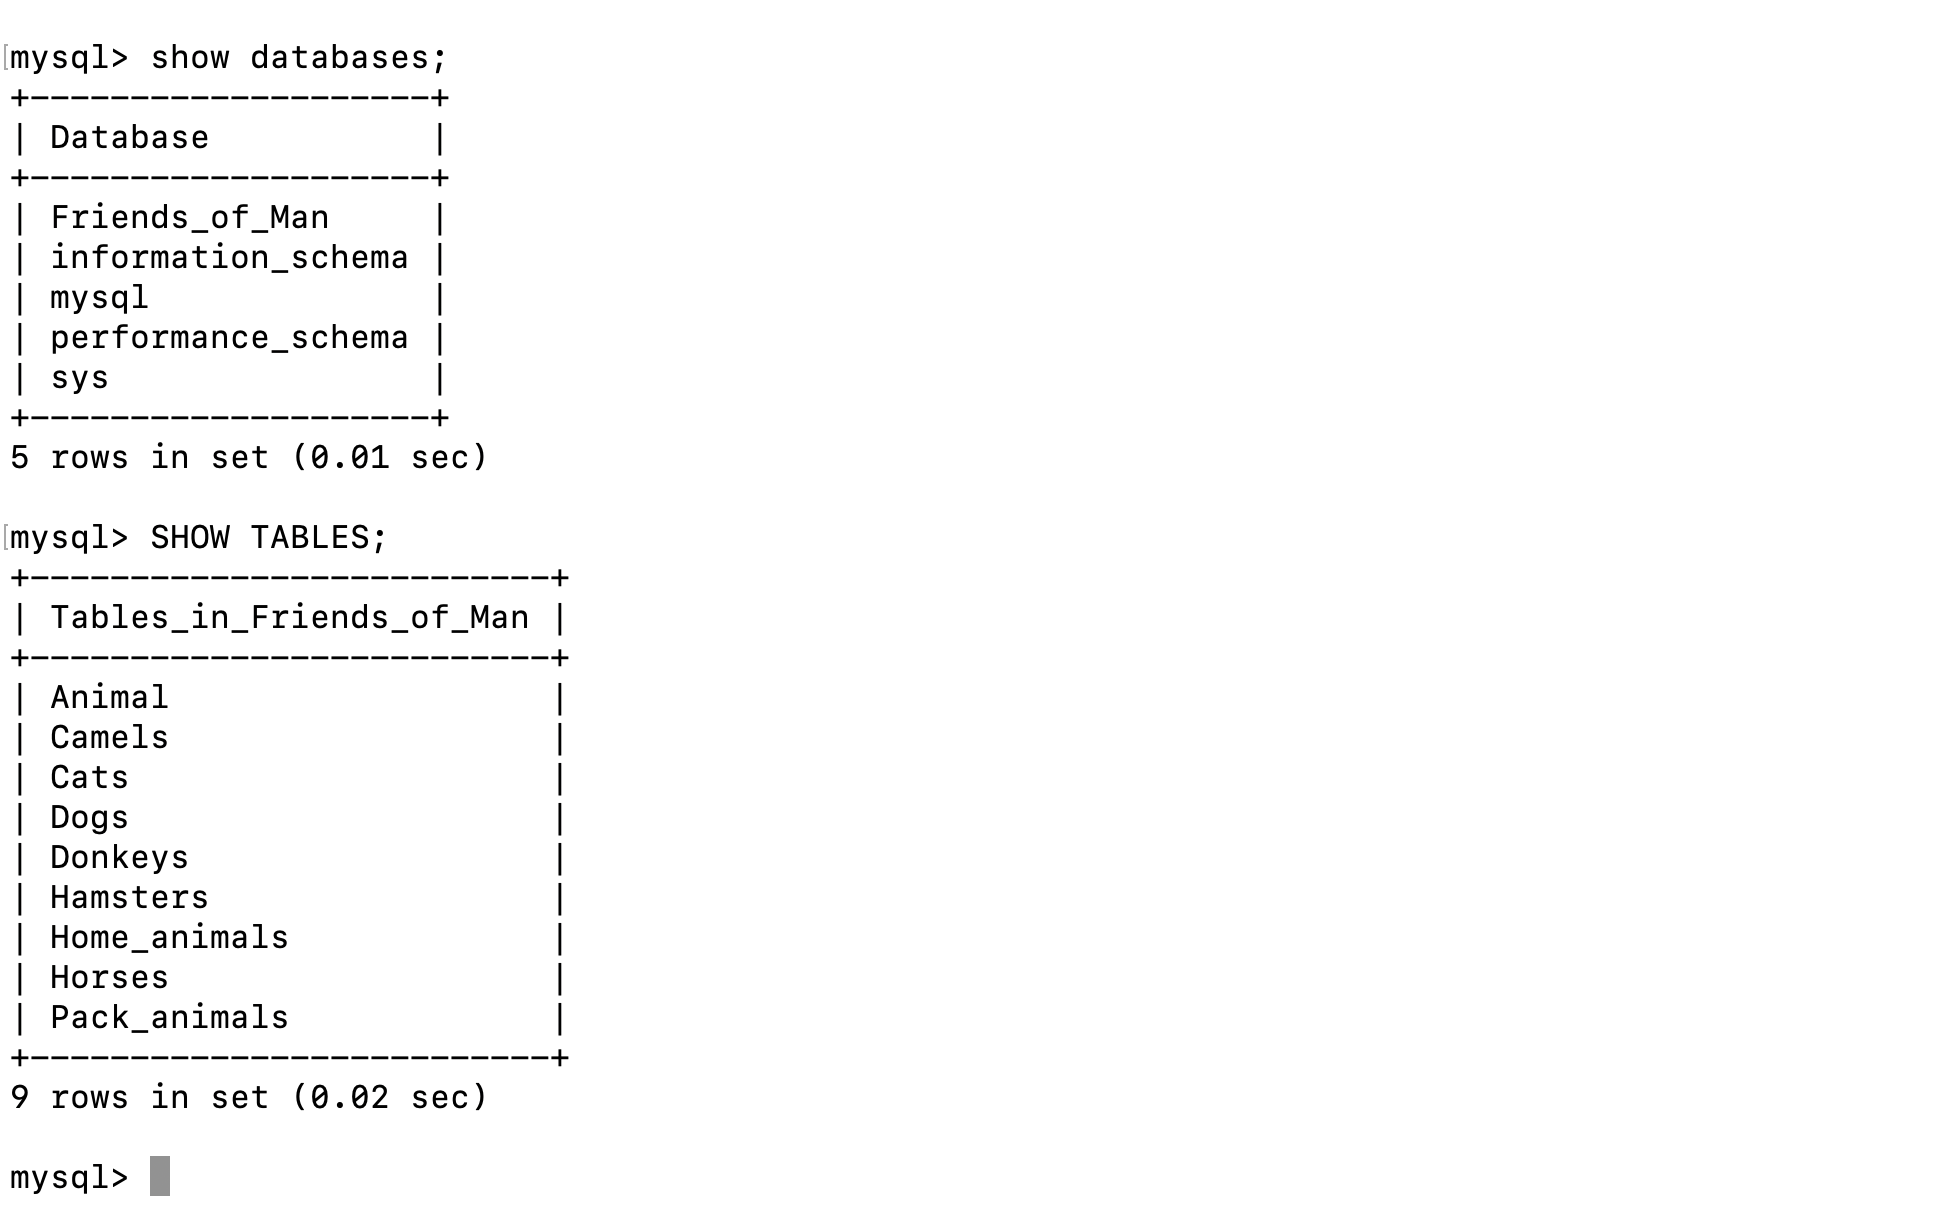 mysql> show databases;
+--------------------+
| Database           |
+--------------------+
| Friends_of_Man     |
| information_schema |
| mysql              |
| performance_schema |
| sys                |
+--------------------+
5 rows in set (0.01 sec)
mysql> SHOW TABLES;
+--------------------------+
| Tables_in_Friends_of_Man |
+--------------------------+
| Animal                   |
| Camels                   |
| Cats                     |
| Dogs                     |
| Donkeys                  |
| Hamsters                 |
| Home_animals             |
| Horses                   |
| Pack_animals             |
+--------------------------+
9 rows in set (0.02 sec)
mysql>